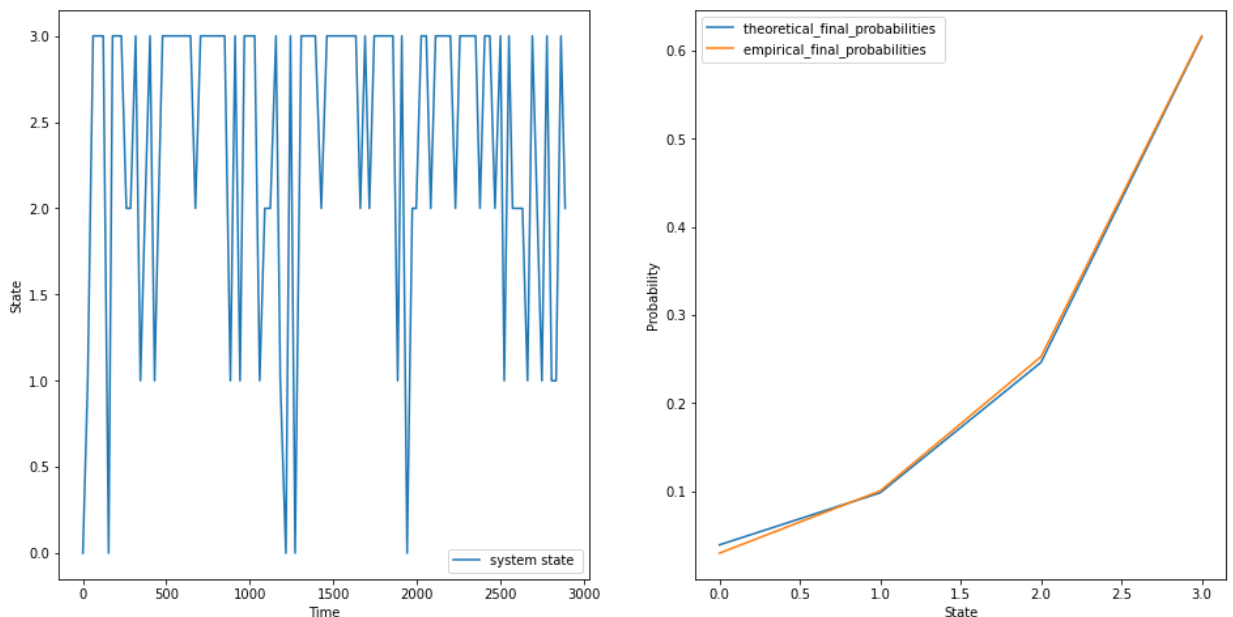 3.0
2.5
2.0
1.5
1.0
0.5
0.0
State
system state
0 500 1000 1500 2000 2500 3000
Time
theoretical_final_probabilities
empirical_final_probabilities
0.6
0.5
0.4
0.3
0.2
0.1
Probability
0.0 0.5 1.0 1.5 2.0 2.5 3.0
State